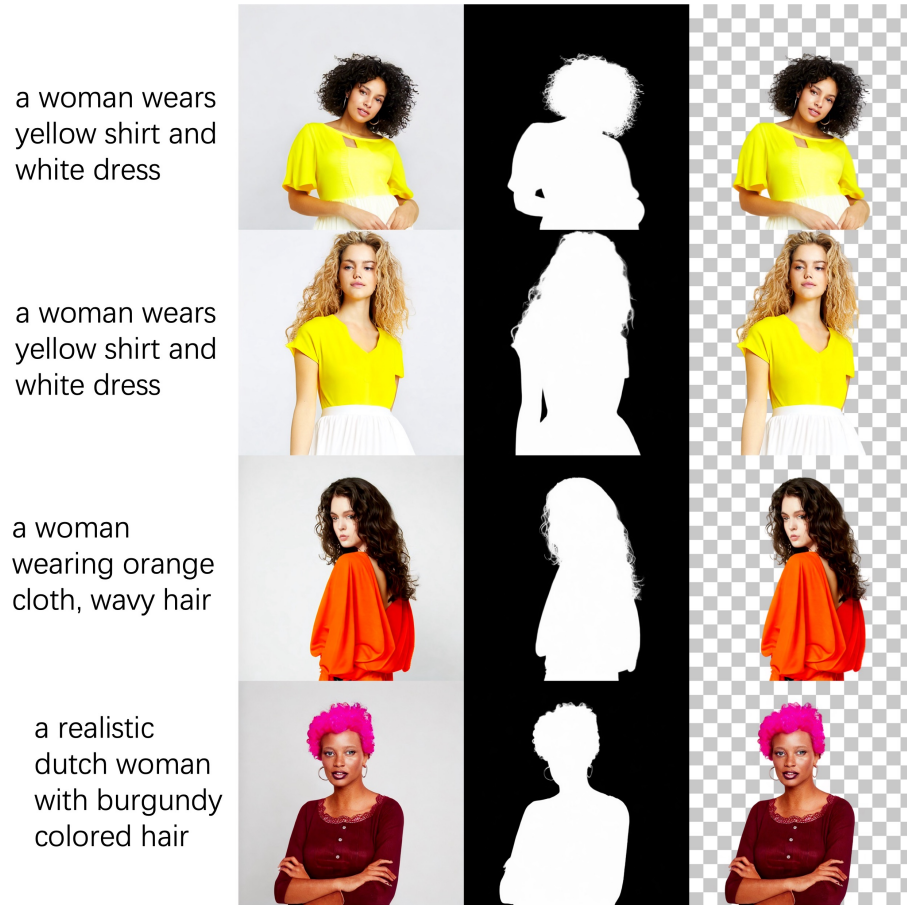 a woman wears
yellow shirt and
white dress
a woman wears
yellow shirt and
white dress
a woman
wearing orange
cloth, wavy hair
a realistic
dutch woman
with burgundy
colored hair